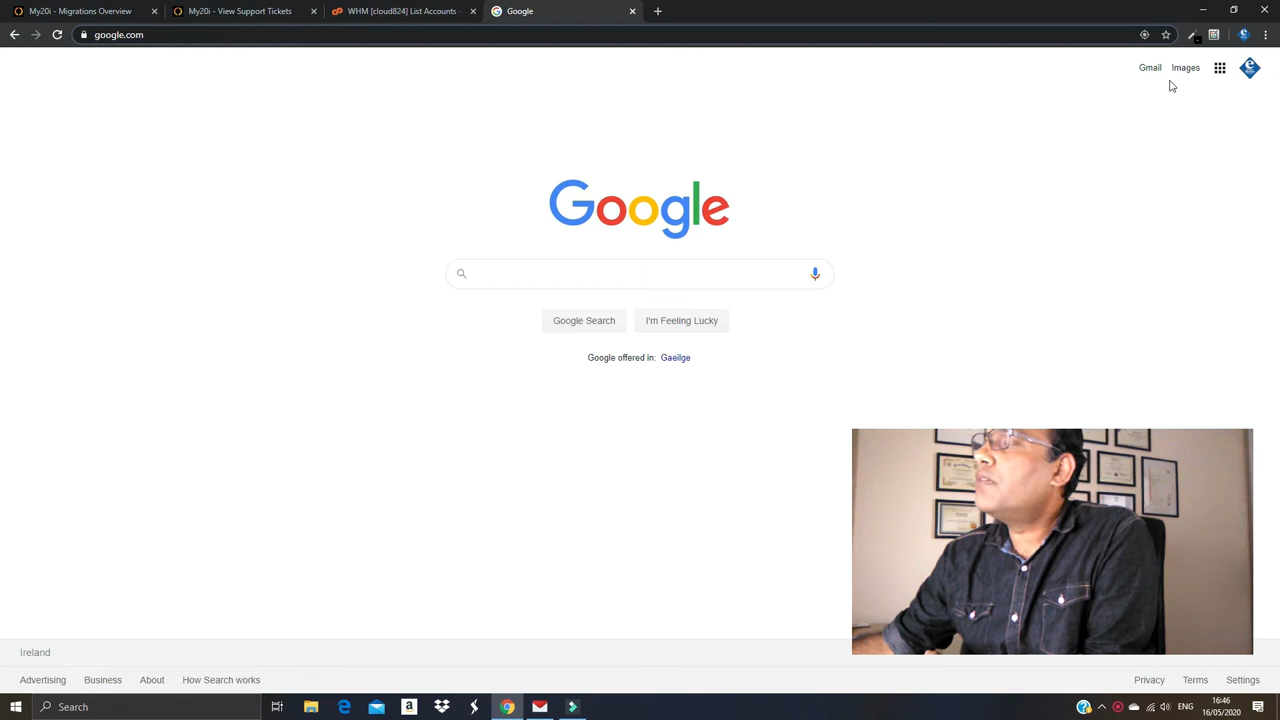 My20i - Migrations Overview
My20i - View Support Tickets
WHM [cloud824] List Accounts -
Google
google.com
Gmail Images
Google
Google Search I'm Feeling Lucky
Google offered in: Gaeilge
Ireland
Advertising Business About How Search works
Privacy Terms Settings
Search
ENG
16:46
16/05/2020